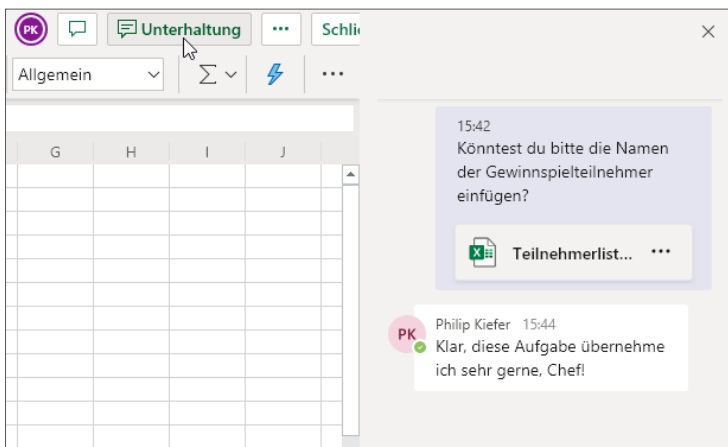 PK Unterhaltung ... Schli
Allgemein
G H I J
15:42
Könntest du bitte die Namen
der Gewinnspielteilnehmer
einfügen?
Teilnehmerlist... ...
Philip Kiefer 15:44
PK
Klar, diese Aufgabe übernehme
ich sehr gerne, Chef!